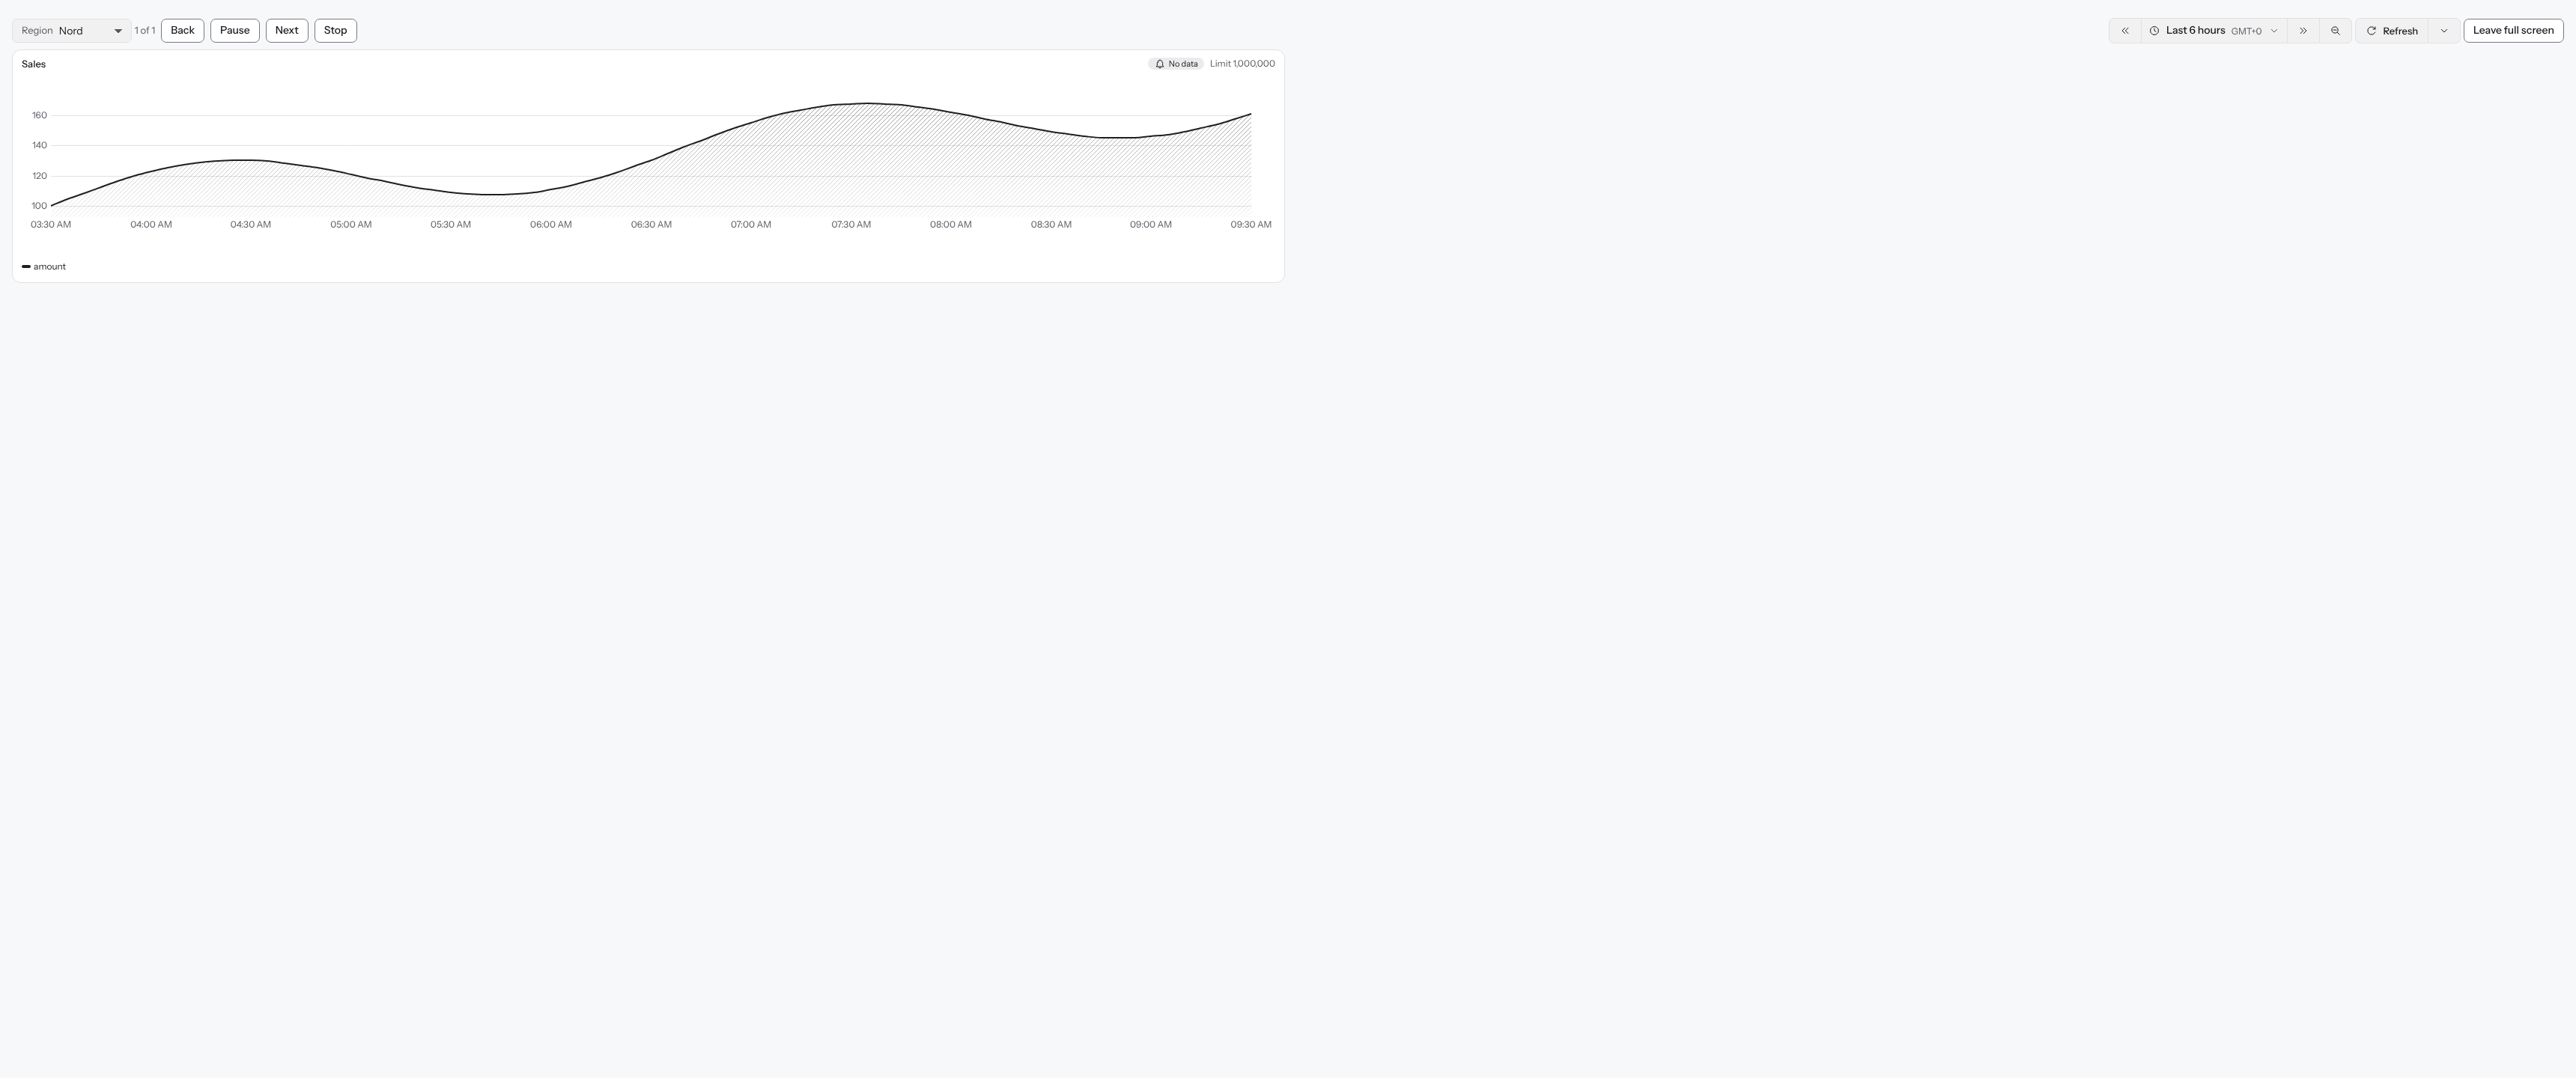 Region Nord 1 of 1 Back Pause Next Stop Last 6 hours GMT+0 Refresh Leave full screen
Sales No data Limit 1,000,000
160
140
120
100
03:30 AM 04:00 AM 04:30 AM 05:00 AM 05:30 AM 06:00 AM 06:30 AM 07:00 AM 07:30 AM 08:00 AM 08:30 AM 09:00 AM 09:30 AM
amount